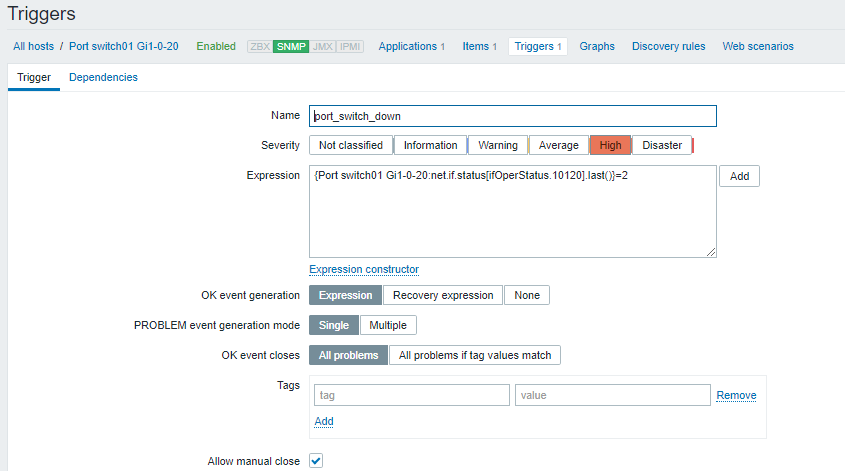 Triggers
All hosts / Port switch01 Gi1-0-20 Enabled ZBX SNMP JMX IPMI Applications 1 Items 1 Triggers 1 Graphs Discovery rules Web scenarios
Trigger Dependencies
Name port_switch_down
Severity Not classified Information Warning Average High Disaster
Expression {Port switch01 Gi1-0-20:net.if.status[ifOperStatus.10120].last()}=2 Add
Expression constructor
OK event generation Expression Recovery expression None
PROBLEM event generation mode Single Multiple
OK event closes All problems All problems if tag values match
Tags tag value Remove
Add
Allow manual close